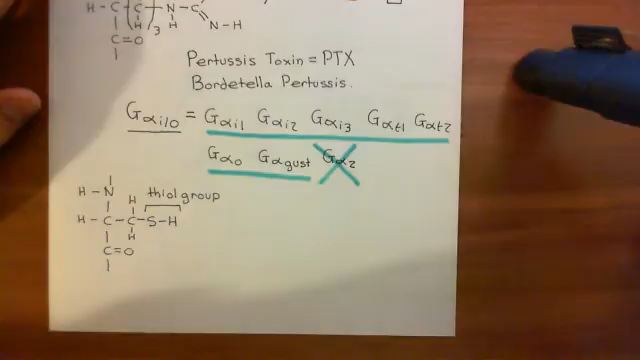 H - C - ( C ) 3 - N - C
H H
C = O N - H
Pertussis Toxin = PTX
Bordetella Pertussis.
Gαi/o = Gαi1 Gαi2 Gαi3 Gαt1 Gαt2
Gαo Gαgust Gαz
H - N H thiol group
H - C - C - S - H
H
C = O